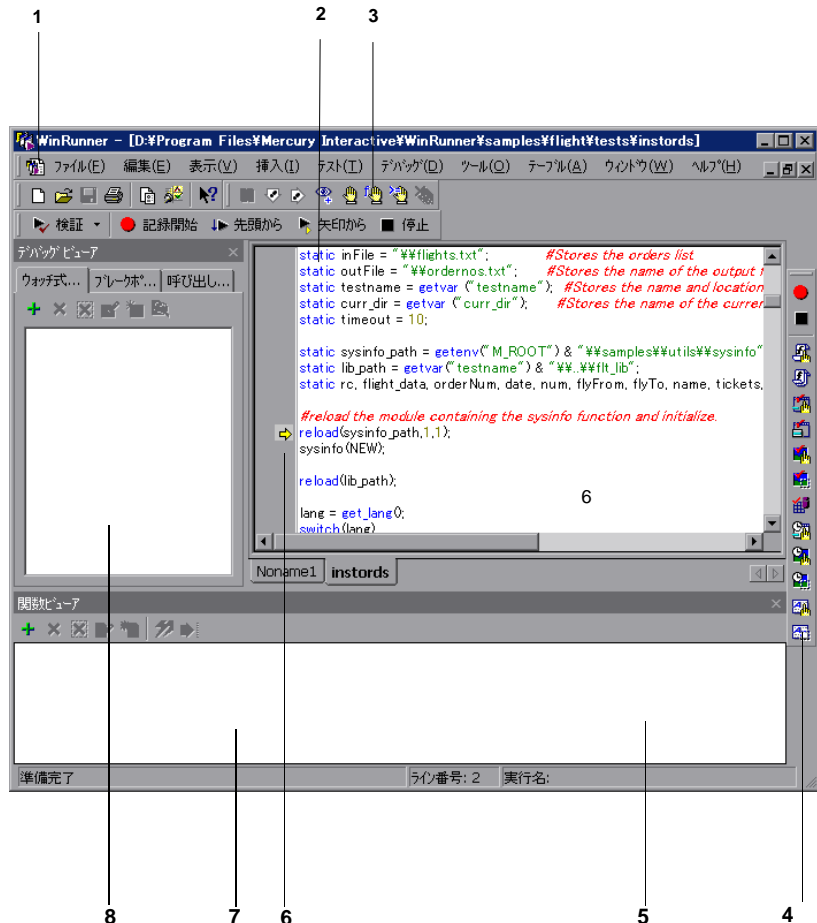 1
2
3
WinRunner - [D:¥Program Files¥Mercury Interactive¥WinRunner¥samples¥flight¥tests¥instords]
ファイル(F) 編集(E) 表示(V) 挿入(I) テスト(T) デバッグ(D) ツール(O) テーブル(A) ウィンドウ(W) ヘルプ(H)
検証 記録開始 先頭から 矢印から 停止
デバッグ ビューア
ウォッチ式... ブレークポ... 呼び出し...
static inFile = "¥¥flights.txt"; #Stores the orders list
static outFile = "¥¥ordernos.txt"; #Stores the name of the output
static testname = getvar ("testname"); #Stores the name and location
static curr_dir = getvar ("curr_dir"); #Stores the name of the curren
static timeout = 10;
static sysinfo_path = getenv("M_ROOT") & "¥¥samples¥¥utils¥¥sysinfo"
static lib_path = getvar("testname") & "¥¥..¥¥flt_lib";
static rc, flight_data, orderNum, date, num, flyFrom, flyTo, name, tickets,
#reload the module containing the sysinfo function and initialize.
reload(sysinfo_path,1,1);
sysinfo(NEW);
reload(lib_path);
6
lang = get_lang();
switch(lang)
Noname1 instords
関数ビューア
準備完了 ライン番号: 2 実行名:
8
7
6
5
4